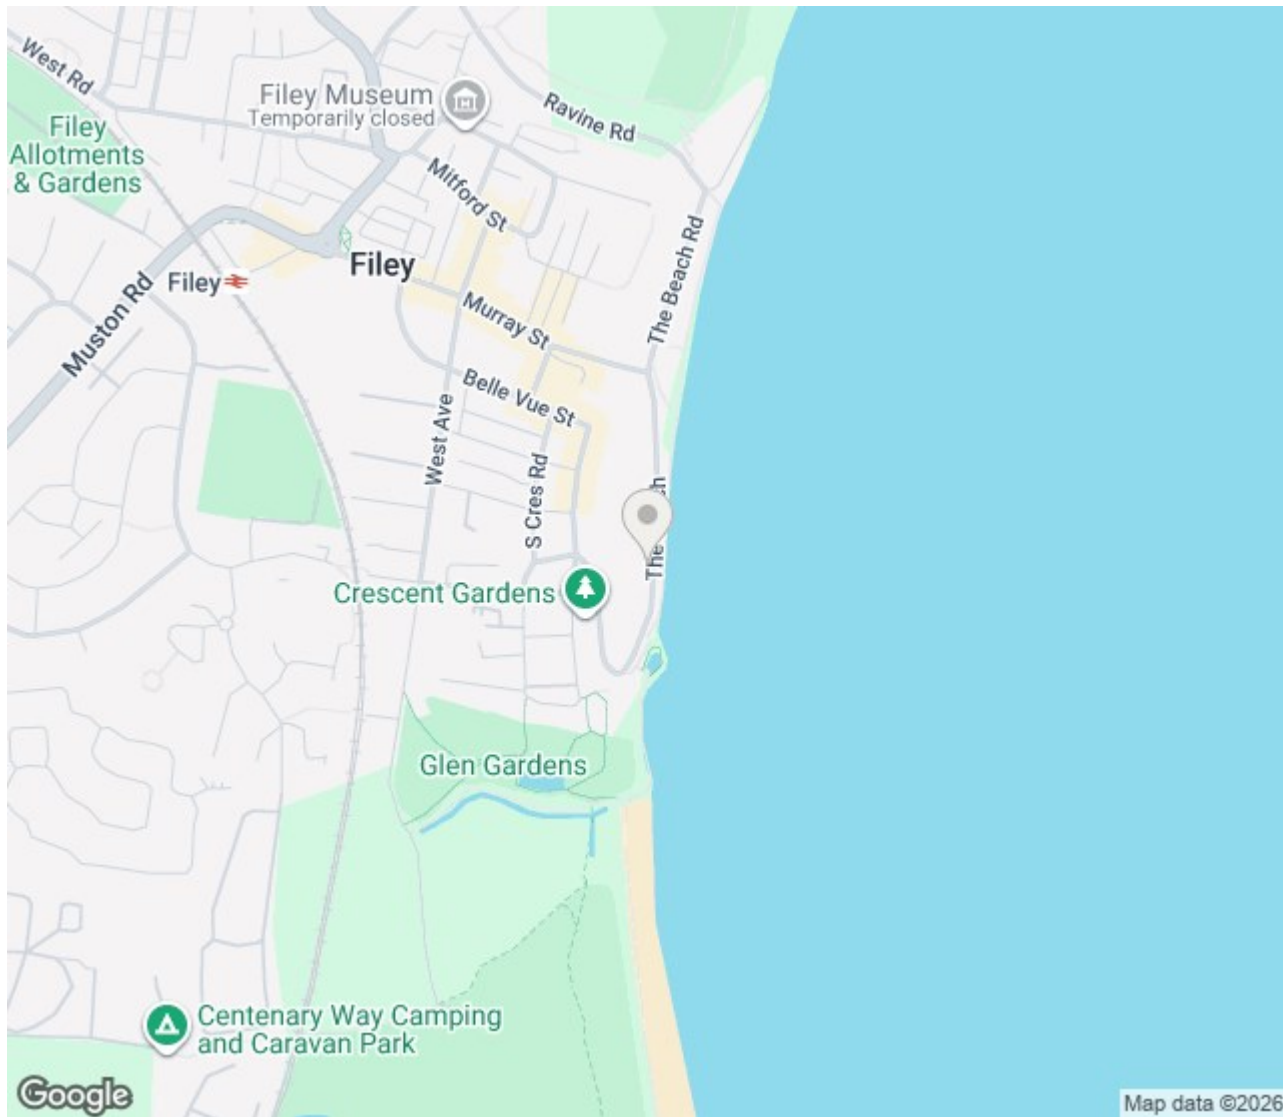 West Rd
Filey Museum
Temporarily closed
Ravine Rd
Filey
Allotments
& Gardens
Mitford St
The Beach Rd
Filey
Filey
Muston Rd
Murray St
Belle Vue St
West Ave
S Cres Rd
The
Crescent Gardens
Glen Gardens
Centenary Way Camping
and Caravan Park
Google
Map data ©2026